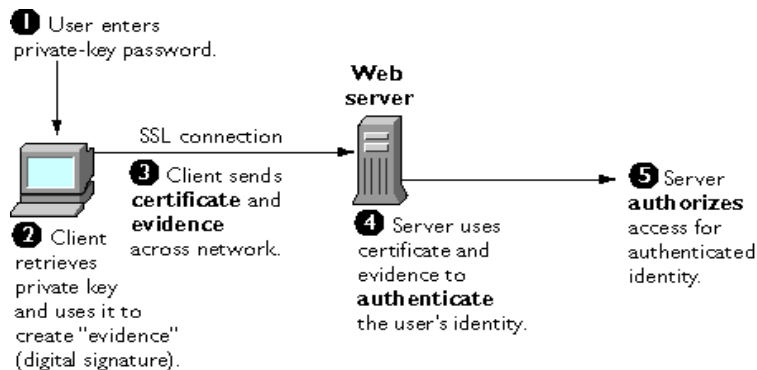 1 User enters
private-key password.
Web
server
SSL connection
2 Client
retrieves
private key
and uses it to
create "evidence"
(digital signature).
3 Client sends
certificate and
evidence
across network.
4 Server uses
certificate and
evidence to
authenticate
the user's identity.
5 Server
authorizes
access for
authenticated
identity.